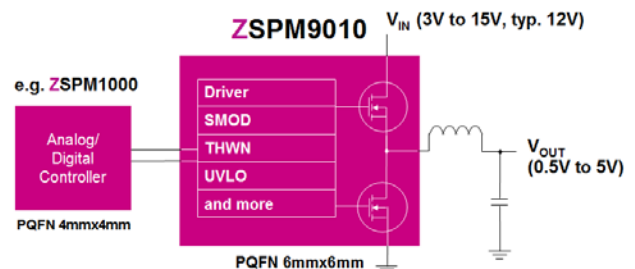 ZSPM9010
VIN (3V to 15V, typ. 12V)
e.g. ZSPM1000
Analog/
Digital
Controller
PQFN 4mmx4mm
Driver
SMOD
THWN
UVLO
and more
PQFN 6mmx6mm
VOUT
(0.5V to 5V)